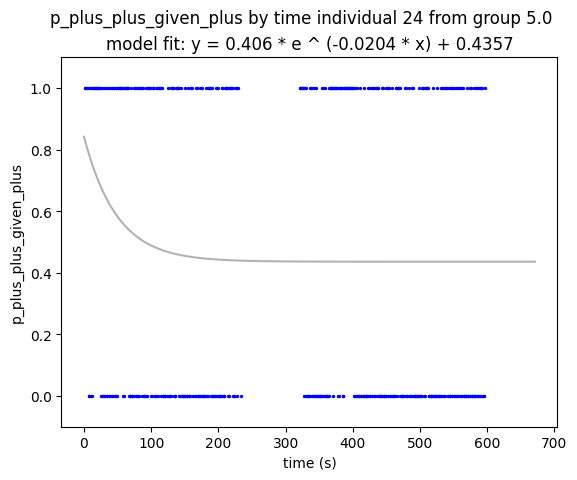 p_plus_plus_given_plus by time individual 24 from group 5.0
model fit: y = 0.406 * e ^ (-0.0204 * x) + 0.4357
p_plus_plus_given_plus
1.0
0.8
0.6
0.4
0.2
0.0
0 100 200 300 400 500 600 700
time (s)